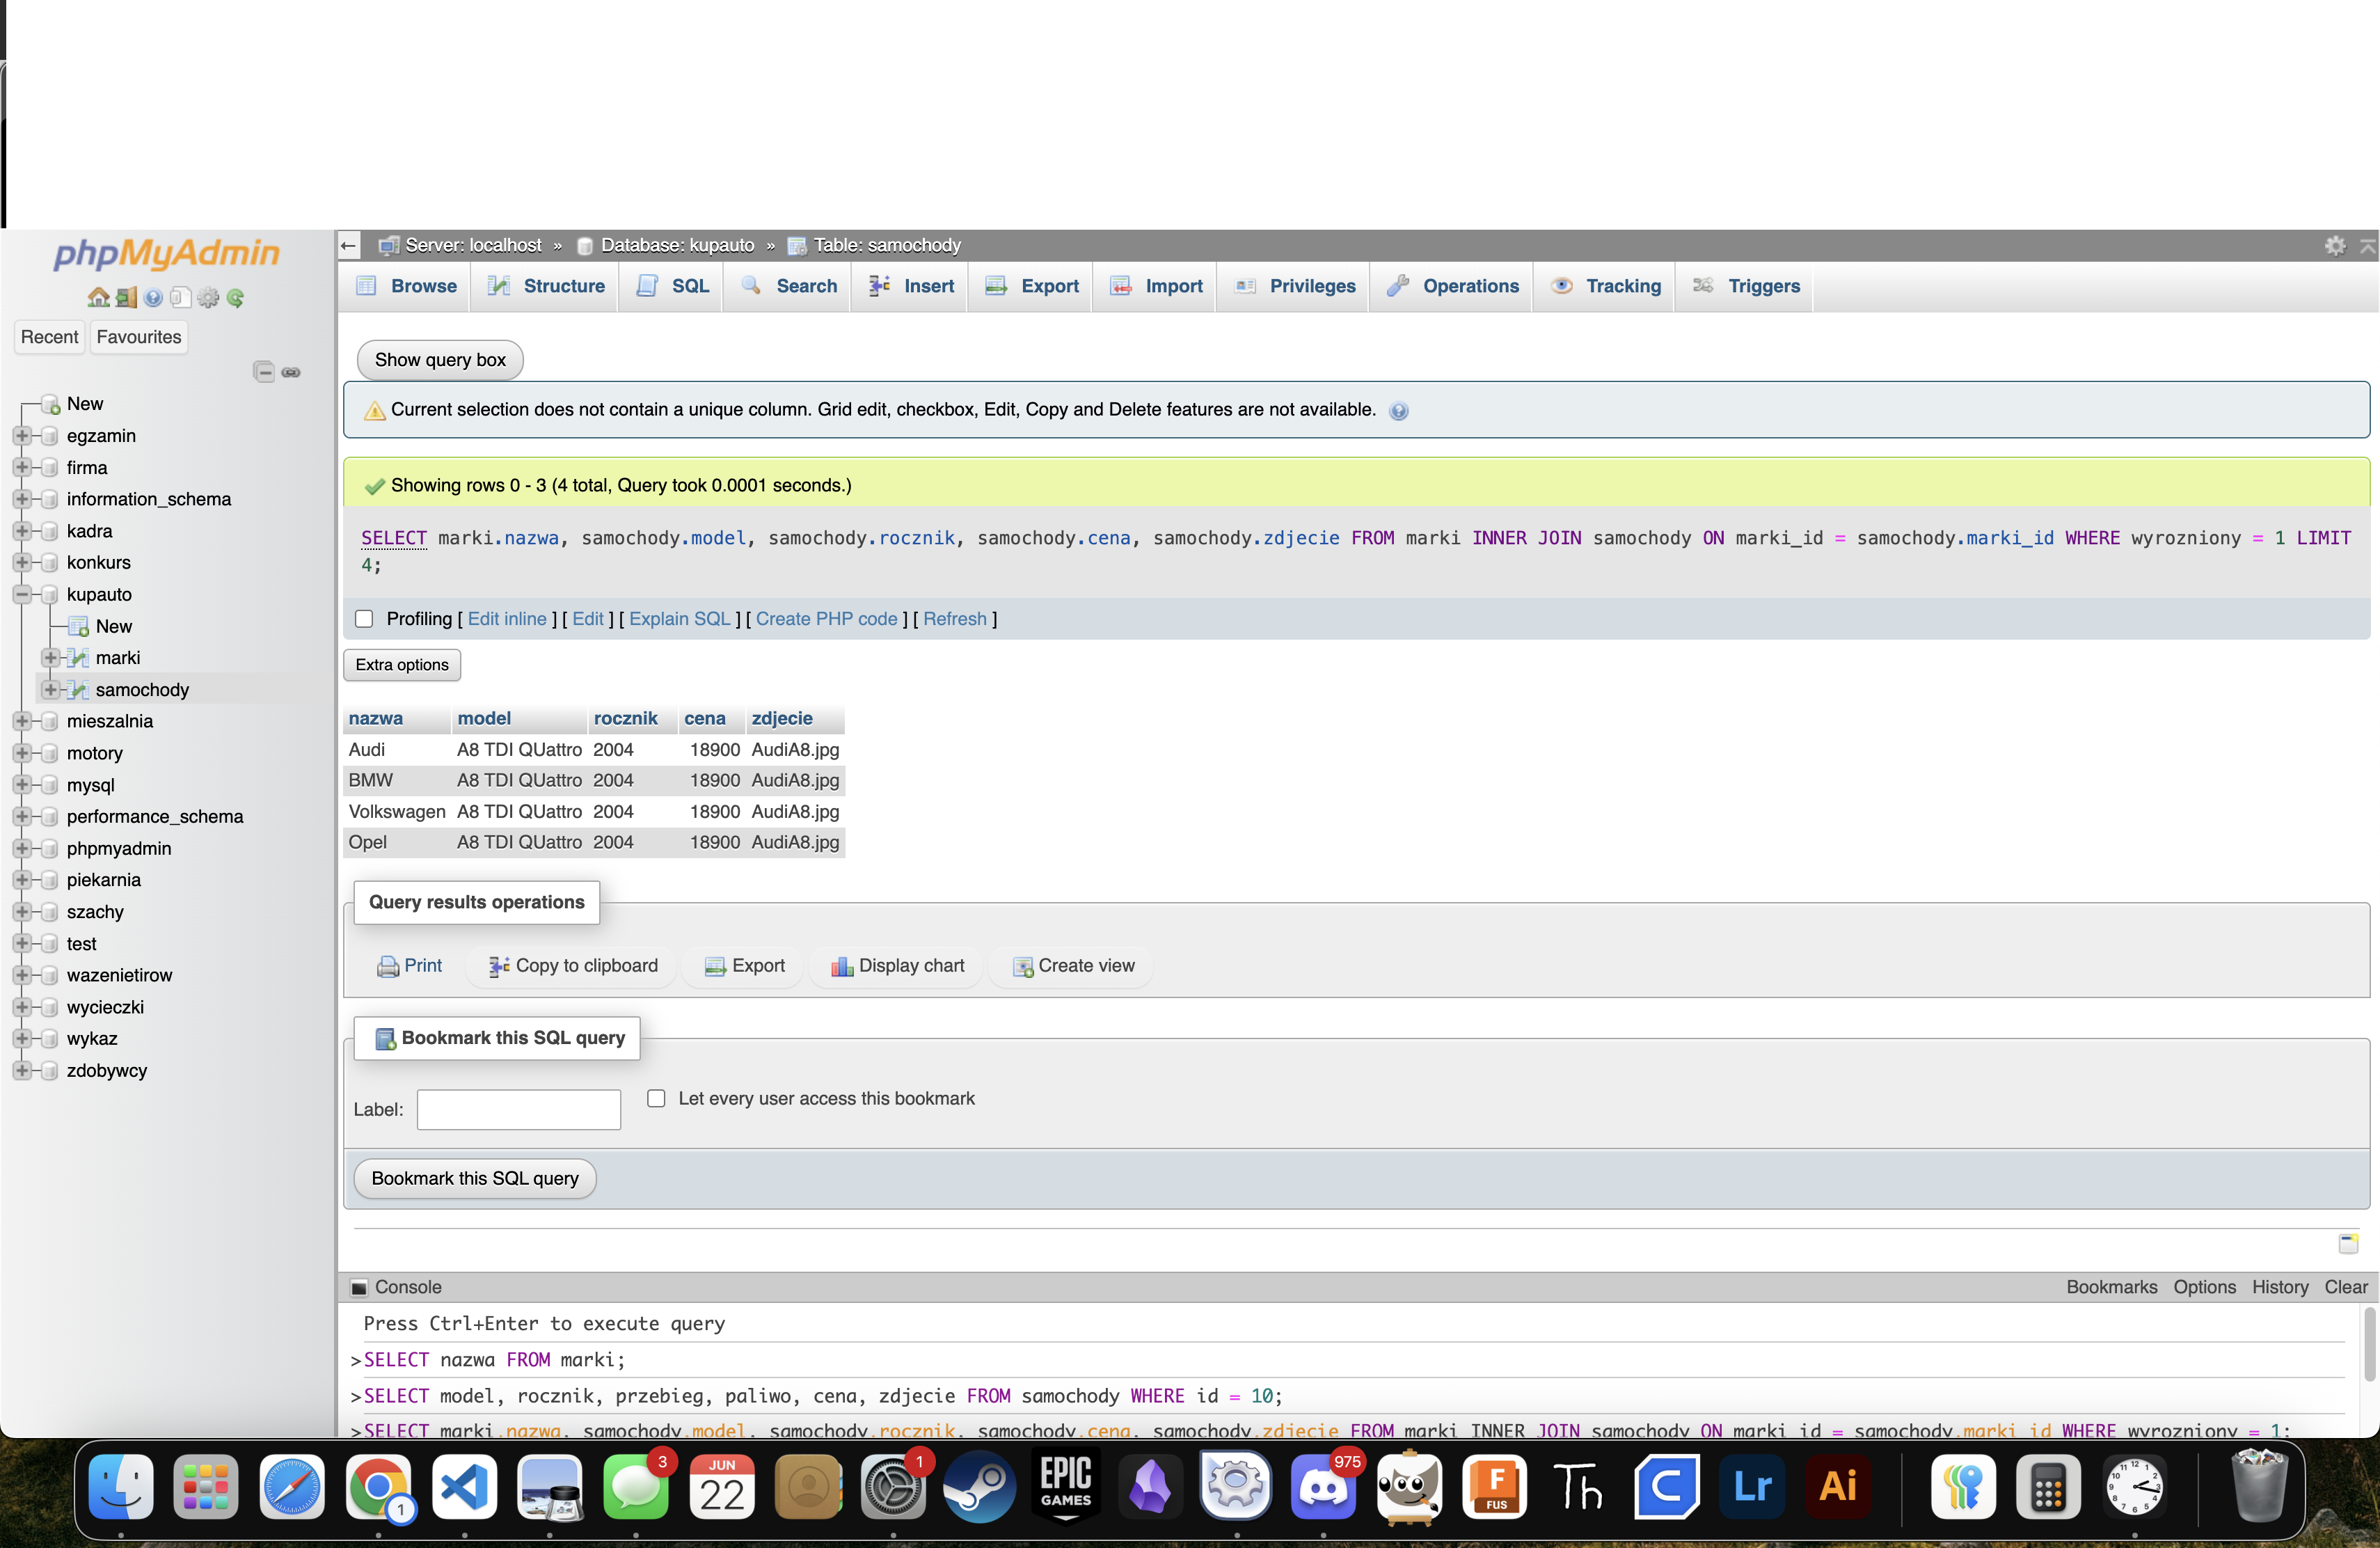 phpMyAdmin
Recent Favourites
New
egzamin
firma
information_schema
kadra
konkurs
kupauto
New
marki
samochody
mieszalnia
motory
mysql
performance_schema
phpmyadmin
piekarnia
szachy
test
wazenietirow
wycieczki
wykaz
zdobywcy
← Server: localhost » Database: kupauto » Table: samochody
Browse Structure SQL Search Insert Export Import Privileges Operations Tracking Triggers
Show query box
Current selection does not contain a unique column. Grid edit, checkbox, Edit, Copy and Delete features are not available.
Showing rows 0 - 3 (4 total, Query took 0.0001 seconds.)
SELECT marki.nazwa, samochody.model, samochody.rocznik, samochody.cena, samochody.zdjecie FROM marki INNER JOIN samochody ON marki_id = samochody.marki_id WHERE wyrozniony = 1 LIMIT
4;
Profiling [ Edit inline ] [ Edit ] [ Explain SQL ] [ Create PHP code ] [ Refresh ]
Extra options
nazwa model rocznik cena zdjecie
Audi A8 TDI QUattro 2004 18900 AudiA8.jpg
BMW A8 TDI QUattro 2004 18900 AudiA8.jpg
Volkswagen A8 TDI QUattro 2004 18900 AudiA8.jpg
Opel A8 TDI QUattro 2004 18900 AudiA8.jpg
Query results operations
Print Copy to clipboard Export Display chart Create view
Bookmark this SQL query
Label: Let every user access this bookmark
Bookmark this SQL query
Console Bookmarks Options History Clear
Press Ctrl+Enter to execute query
>SELECT nazwa FROM marki;
>SELECT model, rocznik, przebieg, paliwo, cena, zdjecie FROM samochody WHERE id = 10;
>SELECT marki.nazwa, samochody.model, samochody.rocznik, samochody.cena, samochody.zdjecie FROM marki INNER JOIN samochody ON marki_id = samochody.marki_id WHERE wyrozniony = 1;
1
3
JUN
22
1
EPIC
GAMES
975
F
FUS
Th
C
Lr
Ai